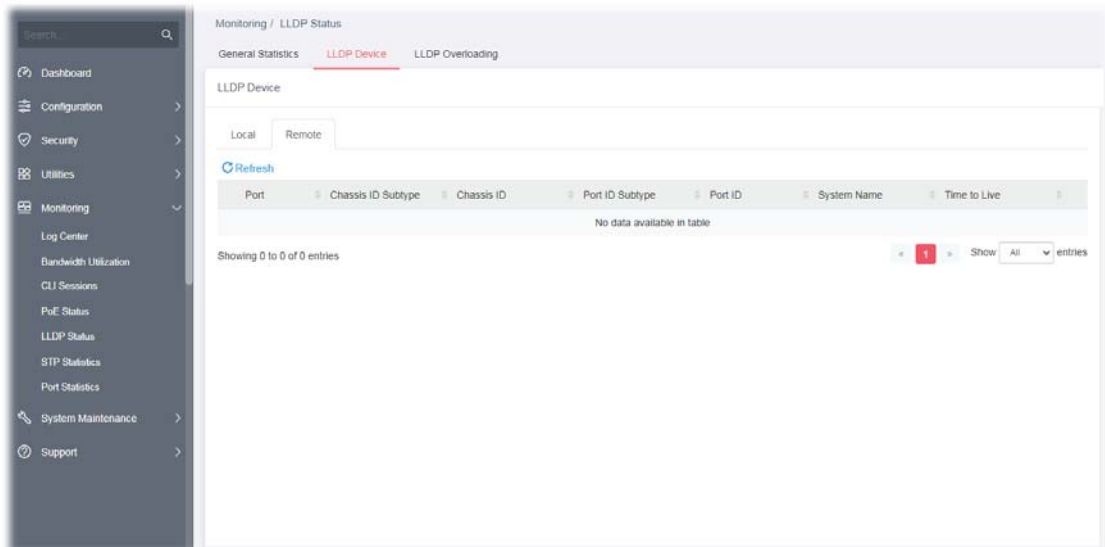 Monitoring / LLDP Status
Search...
General Statistics LLDP Device LLDP Overloading
Dashboard
LLDP Device
Configuration
Security
Local Remote
Utilities
Refresh
Port Chassis ID Subtype Chassis ID Port ID Subtype Port ID System Name Time to Live
Monitoring
No data available in table
Log Center
Showing 0 to 0 of 0 entries « 1 » Show All entries
Bandwidth Utilization
CLI Sessions
PoE Status
LLDP Status
STP Statistics
Port Statistics
System Maintenance
Support